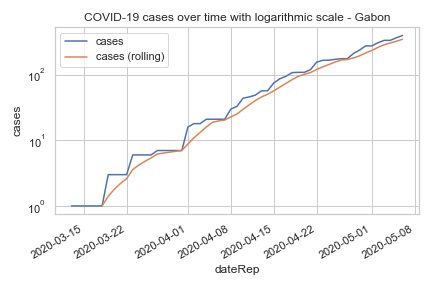 COVID-19 cases over time with logarithmic scale - Gabon
cases
cases (rolling)
10²
10¹
10⁰
cases
2020-03-15
2020-03-22
2020-04-01
2020-04-08
2020-04-15
2020-04-22
2020-05-01
2020-05-08
dateRep